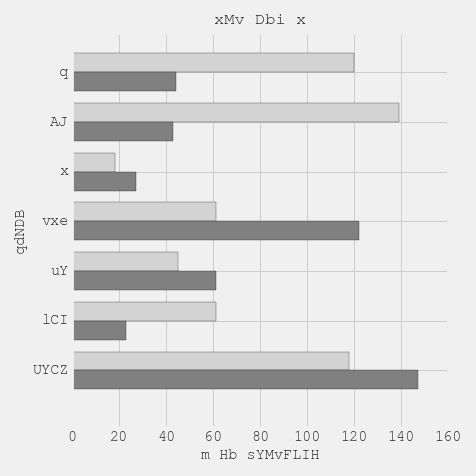 xMv Dbi x
q
AJ
x
vxe
uY
lCI
UYCZ
qdNDB
0 20 40 60 80 100 120 140 160
m Hb sYMvFLIH